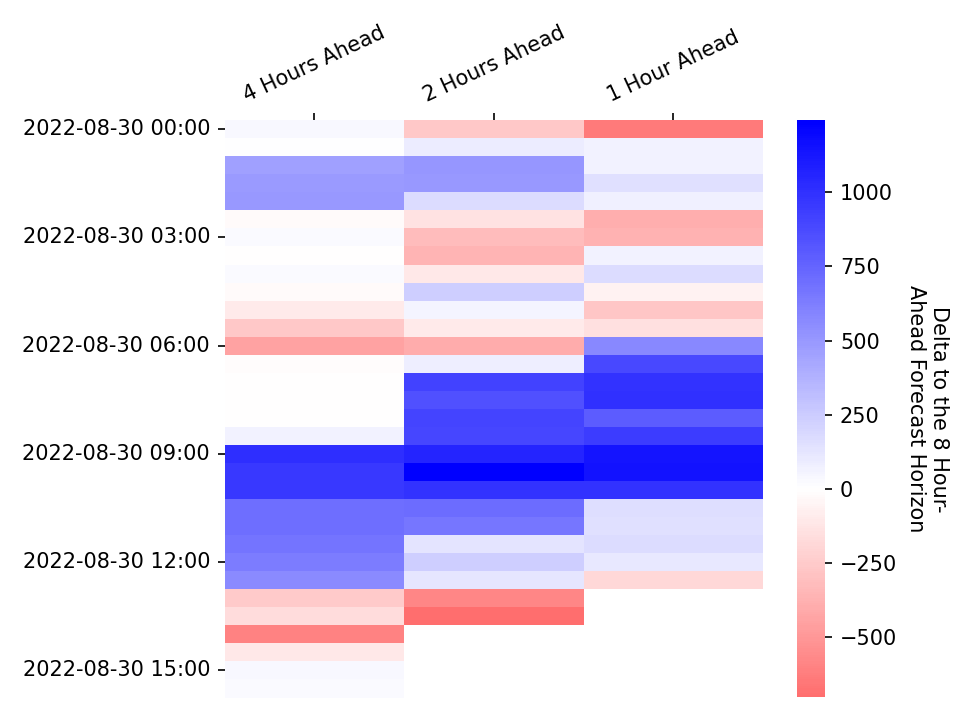 4 Hours Ahead
2 Hours Ahead
1 Hour Ahead
2022-08-30 00:00
2022-08-30 03:00
2022-08-30 06:00
2022-08-30 09:00
2022-08-30 12:00
2022-08-30 15:00
1000
750
500
250
0
−250
−500
Delta to the 8 Hour-
Ahead Forecast Horizon